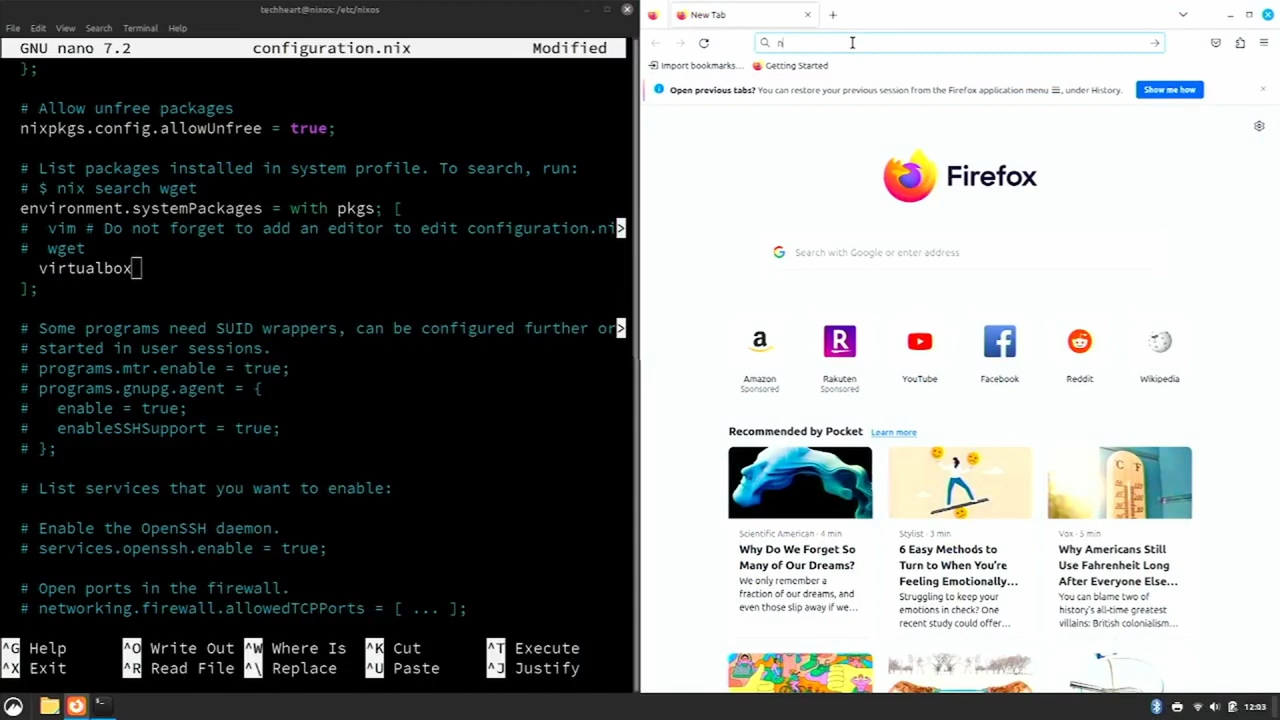 techheart@nixos: /etc/nixos
File Edit View Search Terminal Help
GNU nano 7.2 configuration.nix Modified
};
# Allow unfree packages
nixpkgs.config.allowUnfree = true;
# List packages installed in system profile. To search, run:
# $ nix search wget
environment.systemPackages = with pkgs; [
# vim # Do not forget to add an editor to edit configuration.ni>
# wget
virtualbox
];
# Some programs need SUID wrappers, can be configured further or>
# started in user sessions.
# programs.mtr.enable = true;
# programs.gnupg.agent = {
# enable = true;
# enableSSHSupport = true;
# };
# List services that you want to enable:
# Enable the OpenSSH daemon.
# services.openssh.enable = true;
# Open ports in the firewall.
# networking.firewall.allowedTCPPorts = [ ... ];
^G Help ^O Write Out ^W Where Is ^K Cut ^T Execute
^X Exit ^R Read File ^\ Replace ^U Paste ^J Justify
New Tab
n
Import bookmarks... Getting Started
Open previous tabs? You can restore your previous session from the Firefox application menu ☰, under History. Show me how
Firefox
Search with Google or enter address
Amazon Rakuten YouTube Facebook Reddit Wikipedia
Sponsored Sponsored
Recommended by Pocket Learn more
Scientific American · 4 min
Why Do We Forget So
Many of Our Dreams?
We only remember a
fraction of our dreams,
and even those slip away if we...
Stylist · 3 min
6 Easy Methods to
Turn to When You're
Feeling Emotionally...
Struggling to keep your
emotions in check? One
recent study could offer...
Vox · 5 min
Why Americans Still
Use Fahrenheit Long
After Everyone Else...
You can blame two of
history's all-time greatest
villains: British colonialism...
12:03